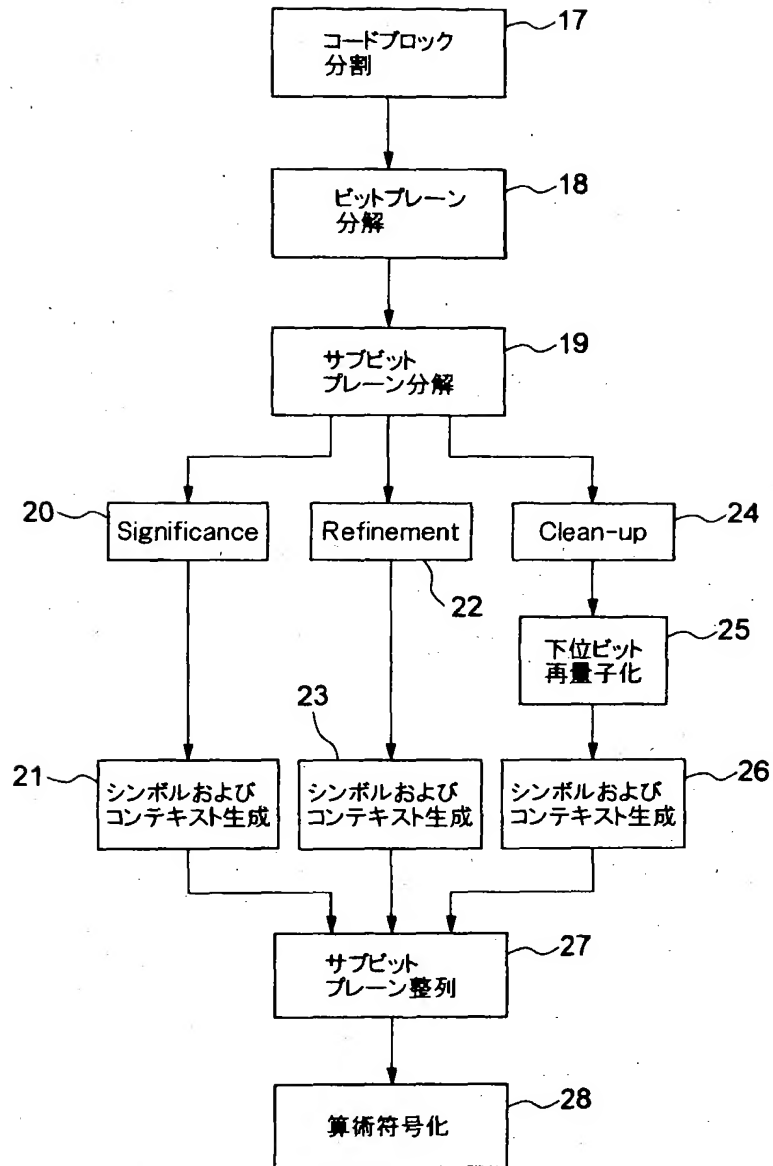 コードブロック
分割
17
ビットプレーン
分解
18
サブビット
プレーン分解
19
20
Significance
Refinement
22
Clean-up
24
下位ビット
再量子化
25
21
シンボルおよび
コンテキスト生成
23
シンボルおよび
コンテキスト生成
シンボルおよび
コンテキスト生成
26
サブビット
プレーン整列
27
算術符号化
28